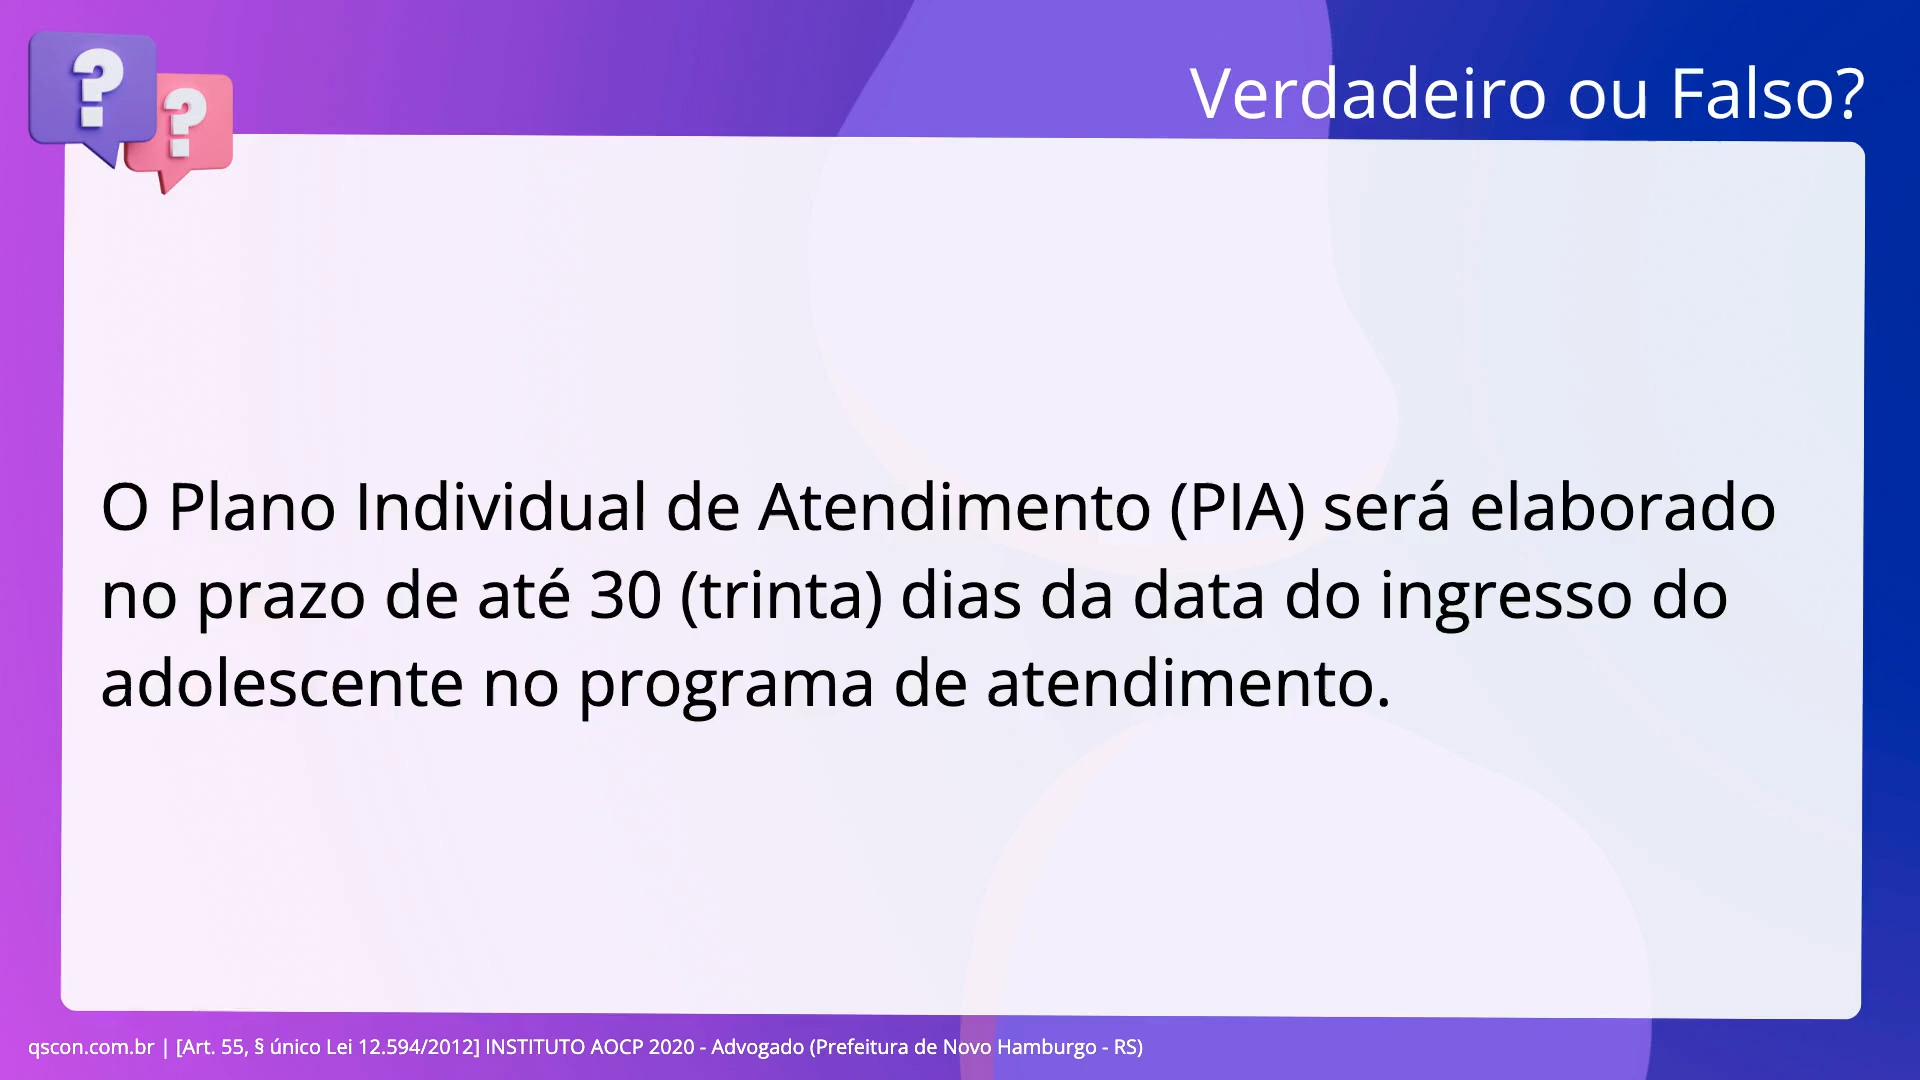 Verdadeiro ou Falso?
O Plano Individual de Atendimento (PIA) será elaborado
no prazo de até 30 (trinta) dias da data do ingresso do
adolescente no programa de atendimento.
qscon.com.br | [Art. 55, § único Lei 12.594/2012] INSTITUTO AOCP 2020 - Advogado (Prefeitura de Novo Hamburgo - RS)